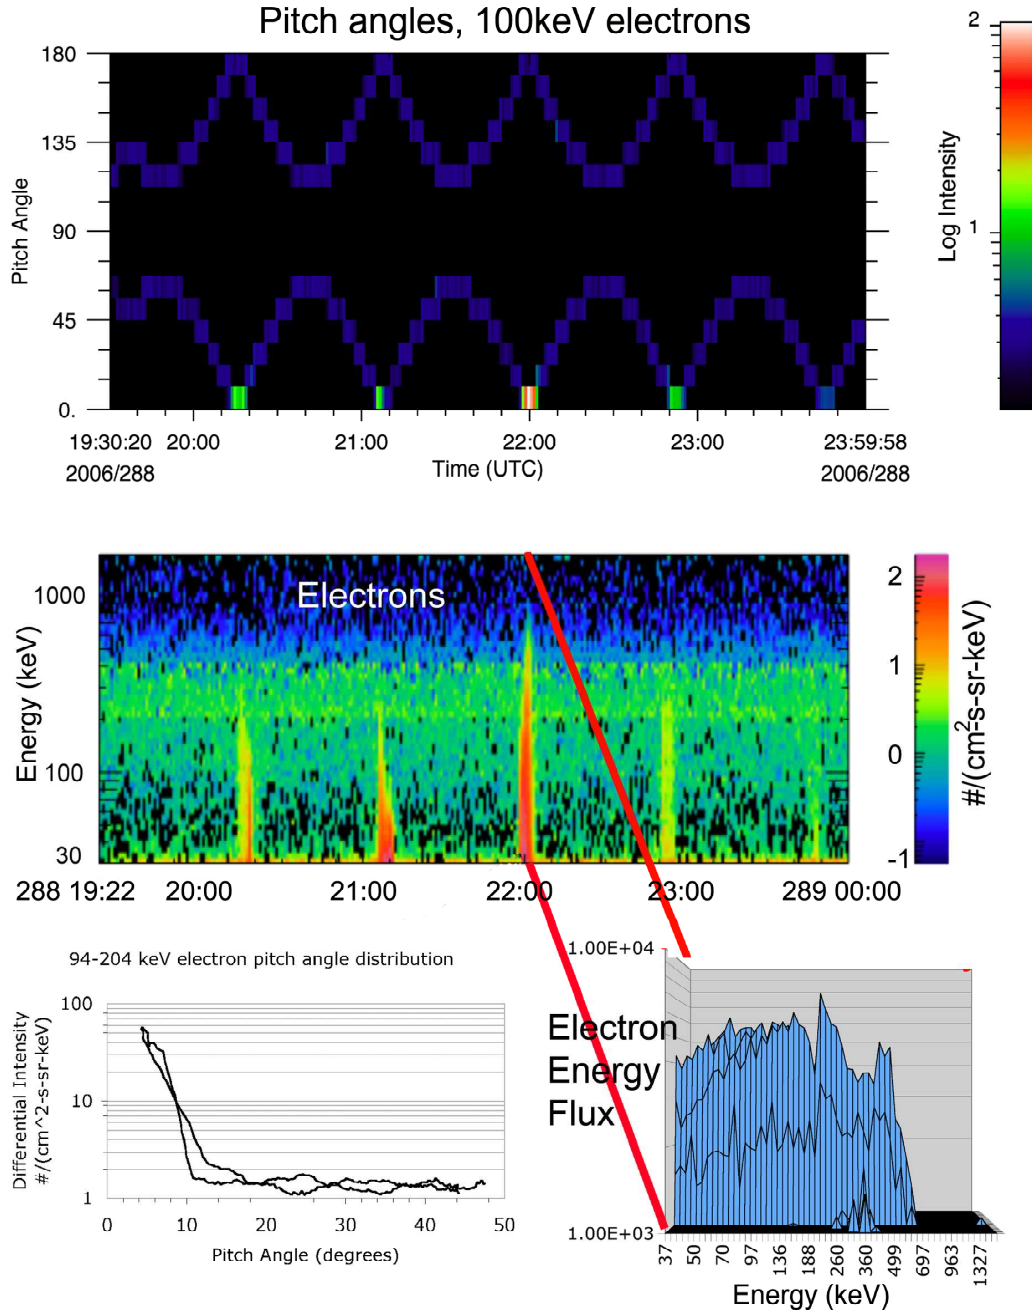 Pitch angles, 100keV electrons
180
135
90
45
0.
Pitch Angle
2
1
Log Intensity
19:30:20 20:00 21:00 22:00 23:00 23:59:58
2006/288 Time (UTC) 2006/288
Electrons
1000
100
30
Energy (keV)
2
1
0
-1
#/(cm2-s-sr-keV)
288 19:22 20:00 21:00 22:00 23:00 289 00:00
94-204 keV electron pitch angle distribution
100
10
1
Differential Intensity
#/(cm^2-s-sr-keV)
0 10 20 30 40 50
Pitch Angle (degrees)
1.00E+04
Electron
Energy
Flux
1.00E+03
37 50 70 97 136 188 260 360 499 697 963 1327
Energy (keV)